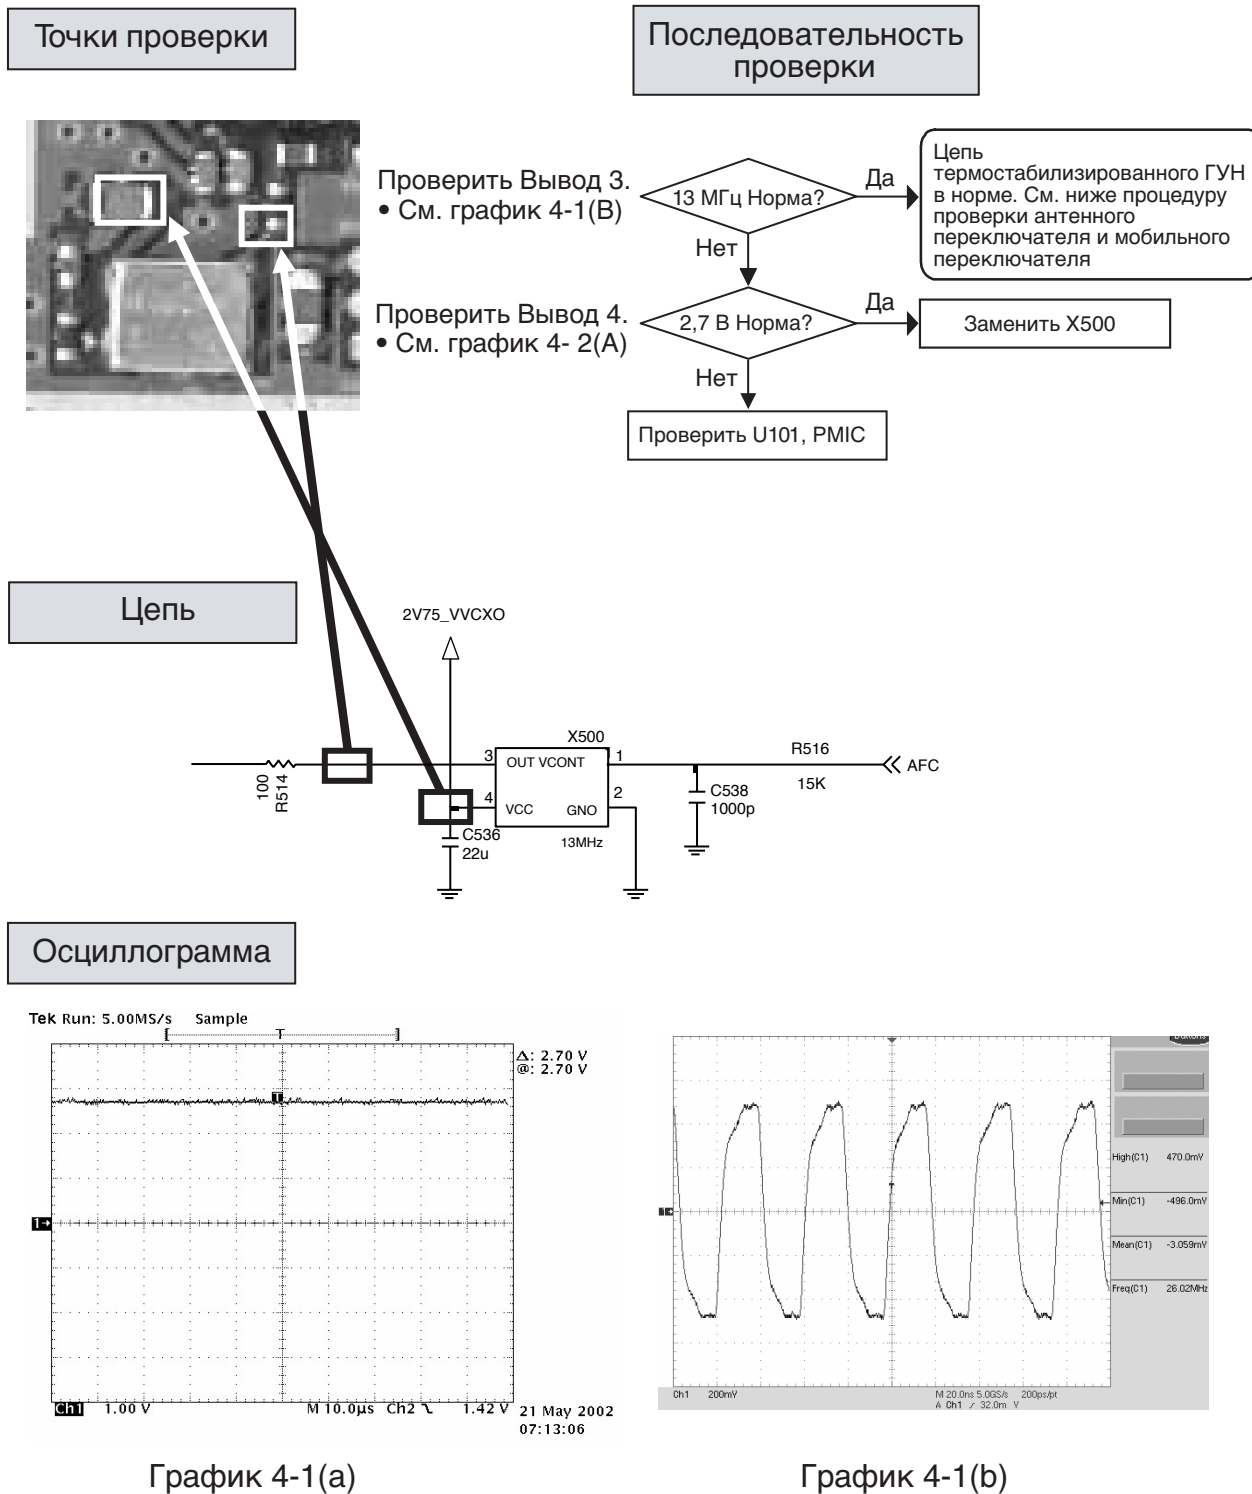 Точки проверки
Последовательность
проверки
Проверить Вывод 3.
• См. график 4-1(B)
13 МГц Норма?
Да
Цепь
термостабилизированного ГУН
в норме. См. ниже процедуру
проверки антенного
переключателя и мобильного
переключателя
Нет
Проверить Вывод 4.
• См. график 4- 2(A)
2,7 В Норма?
Да
Заменить X500
Нет
Проверить U101, PMIC
Цепь
2V75_VVCXO
X500
3
OUT VCONT
1
R516
AFC
15K
100
R514
4
VCC
GNO
2
C538
1000p
C536
22u
13MHz
Осциллограмма
Tek Run: 5.00MS/s Sample
[ T ]
Δ: 2.70 V
@: 2.70 V
T
1
Ch1 1.00 V M 10.0µs Ch2 1.42 V
21 May 2002
07:13:06
График 4-1(a)
High(C1) 470.0mV
Min(C1) -496.0mV
Mean(C1) -3.059mV
Freq(C1) 26.02MHz
1
Ch1 200mV M 20.0ns 5.0GS/s 200ps/pt
A Ch1 32.0m V
График 4-1(b)